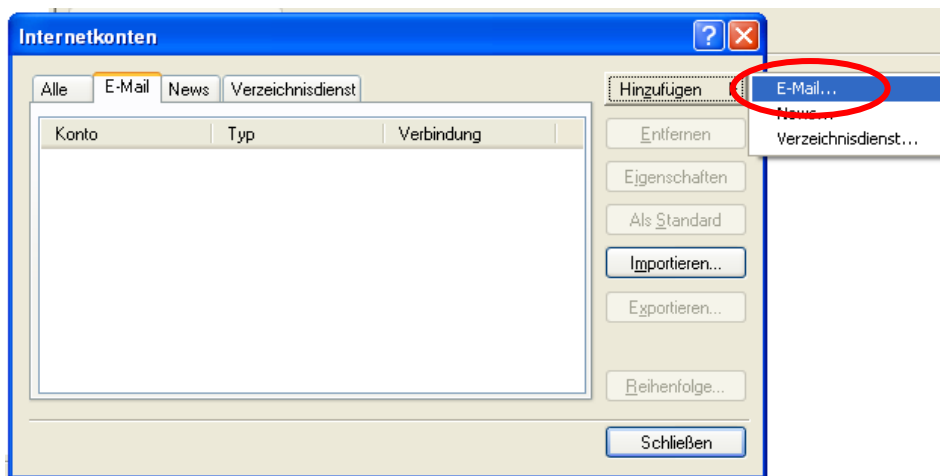 Internetkonten
Alle E-Mail News Verzeichnisdienst
Konto Typ Verbindung
Hinzufügen
Entfernen
Eigenschaften
Als Standard
Importieren...
Exportieren...
Reihenfolge...
Schließen
E-Mail...
News...
Verzeichnisdienst...